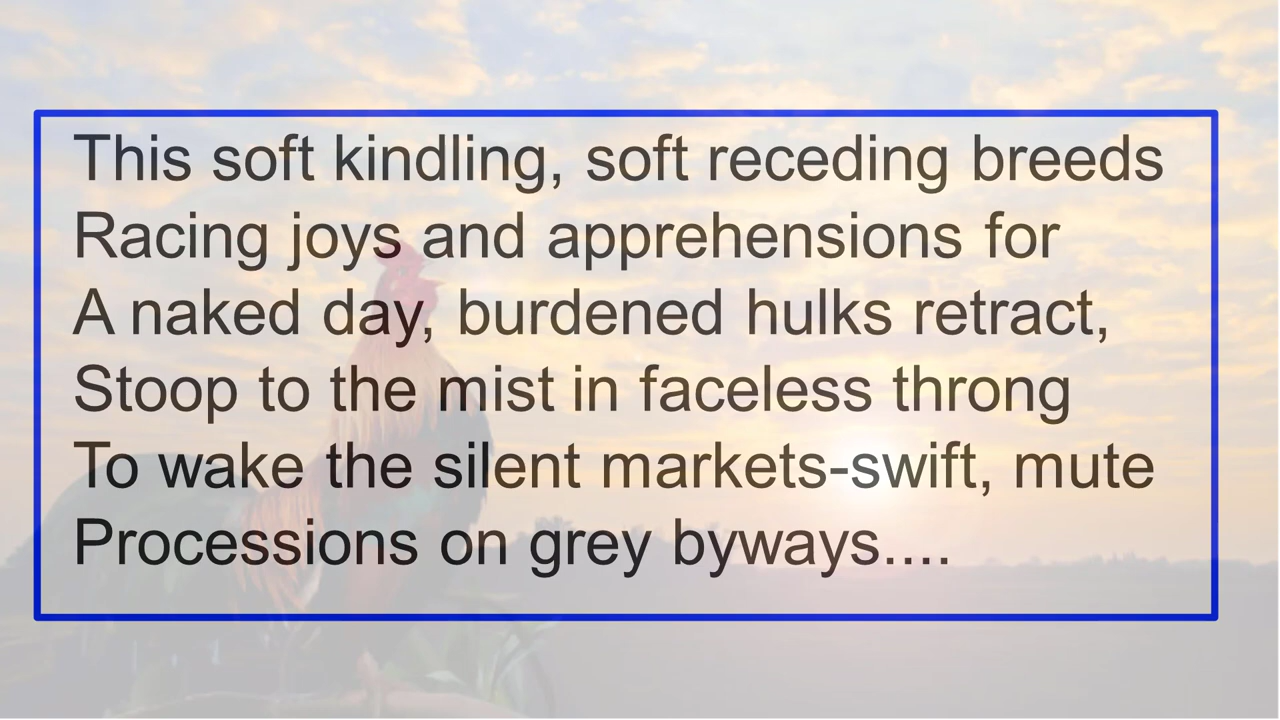 This soft kindling, soft receding breeds
Racing joys and apprehensions for
A naked day, burdened hulks retract,
Stoop to the mist in faceless throng
To wake the silent markets-swift, mute
Processions on grey byways....